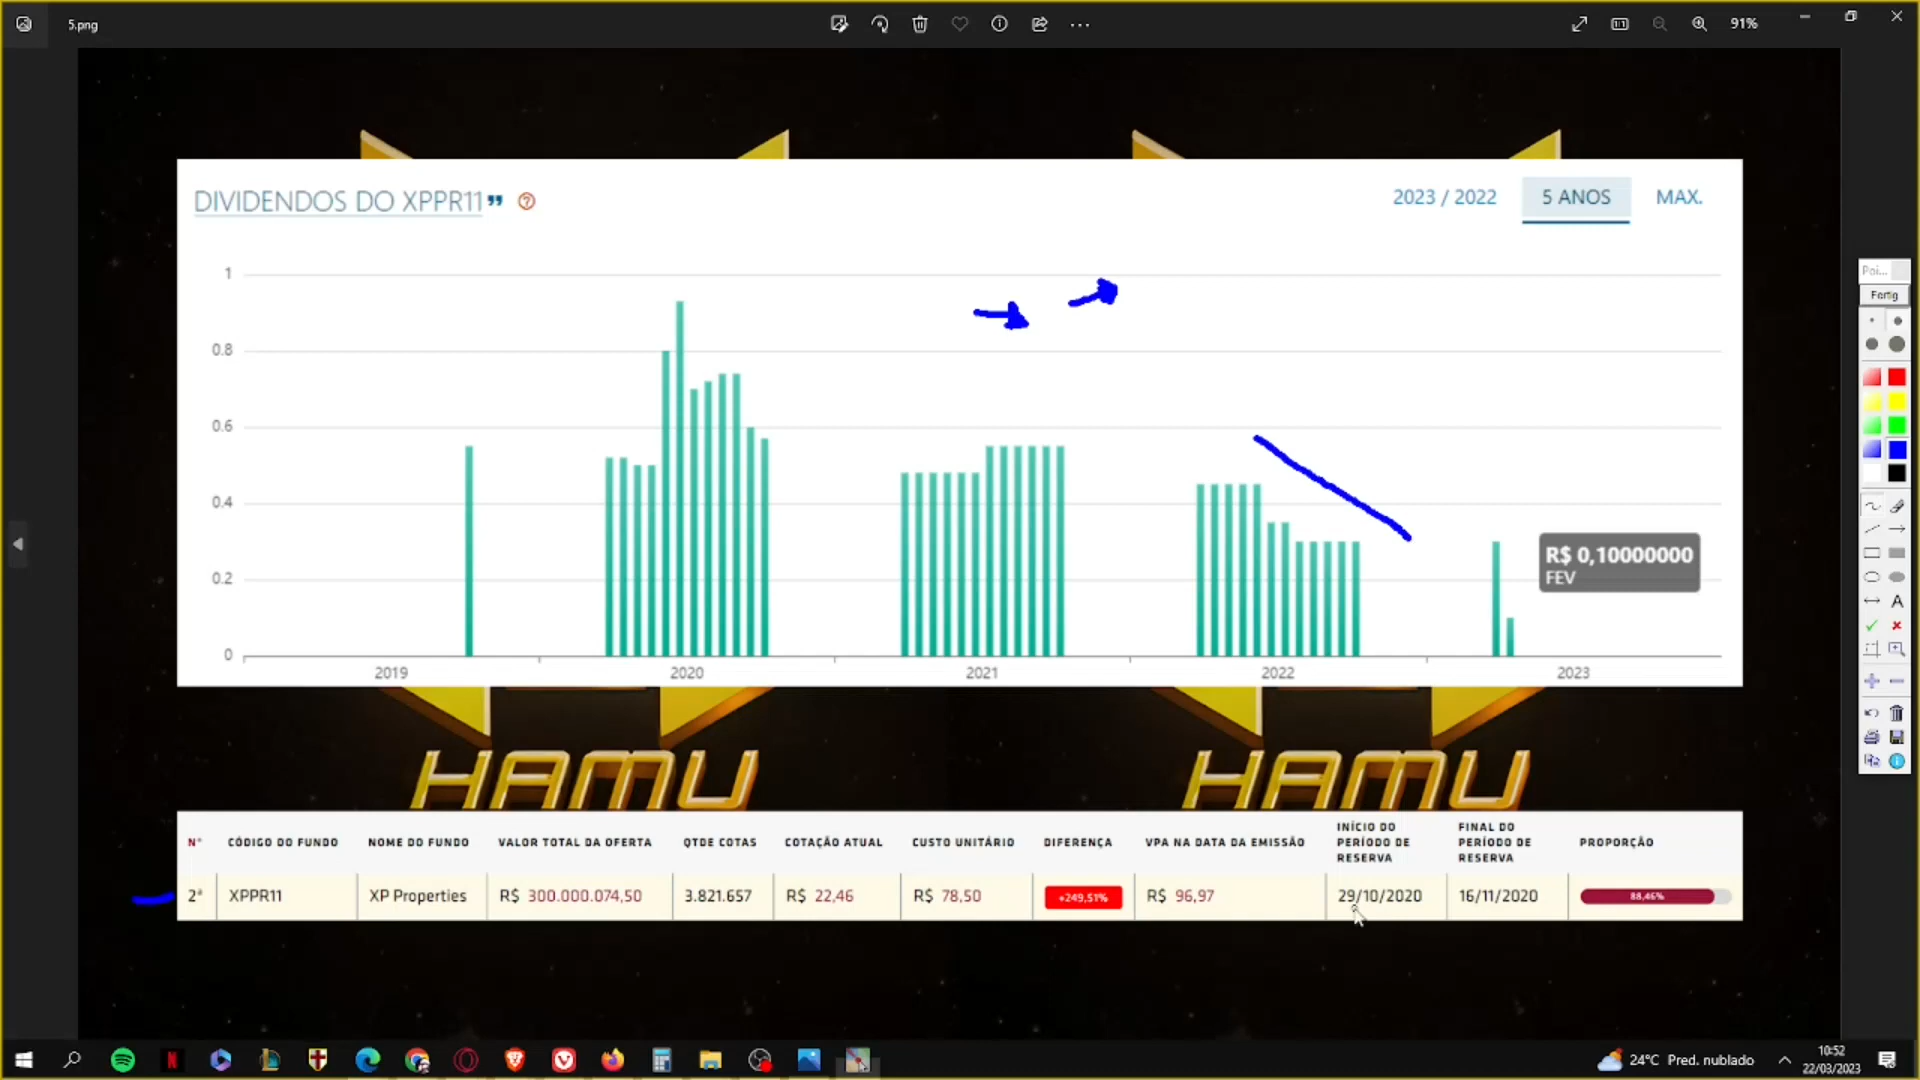 5.png
91%
DIVIDENDOS DO XPPR11
2023 / 2022
5 ANOS
MAX.
1
0.8
0.6
0.4
0.2
0
2019
2020
2021
2022
2023
R$ 0,10000000
FEV
Poi...
Fertig
A
HAMU
HAMU
N° CÓDIGO DO FUNDO NOME DO FUNDO VALOR TOTAL DA OFERTA QTDE COTAS COTAÇÃO ATUAL CUSTO UNITÁRIO DIFERENÇA VPA NA DATA DA EMISSÃO INÍCIO DO PERÍODO DE RESERVA FINAL DO PERÍODO DE RESERVA PROPORÇÃO
2ª XPPR11 XP Properties R$ 300.000.074,50 3.821.657 R$ 22,46 R$ 78,50 +249,51% R$ 96,97 29/10/2020 16/11/2020 88,46%
24°C Pred. nublado
10:52
22/03/2023